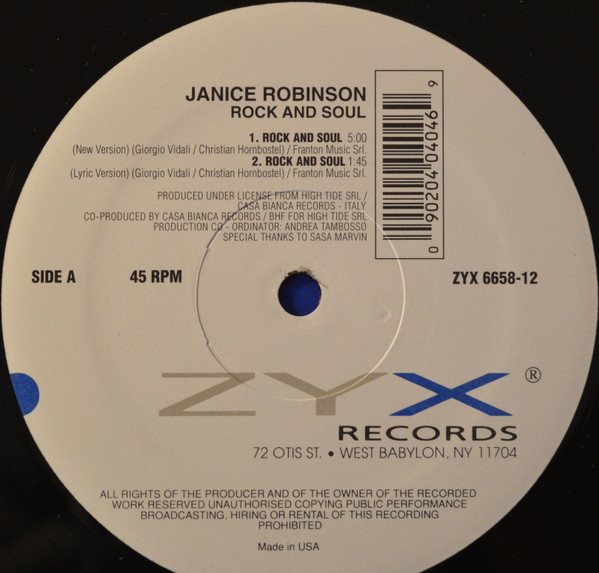 JANICE ROBINSON
ROCK AND SOUL
1. ROCK AND SOUL 5:00
(New Version) (Giorgio Vidali / Christian Hornbostel) / Franton Music Srl.
2. ROCK AND SOUL 1:45
(Lyric Version) (Giorgio Vidali / Christian Hornbostel) / Franton Music Srl.
PRODUCED UNDER LICENSE FROM HIGH TIDE SRL /
CASA BIANCA RECORDS - ITALY
CO-PRODUCED BY CASA BIANCA RECORDS / BHF FOR HIGH TIDE SRL
PRODUCTION CO - ORDINATOR: ANDREA TAMBOSSO
SPECIAL THANKS TO SASA MARVIN
0 90204 04046 9
SIDE A 45 RPM ZYX 6658-12
ZYX ®
RECORDS
72 OTIS ST. • WEST BABYLON, NY 11704
ALL RIGHTS OF THE PRODUCER AND OF THE OWNER OF THE RECORDED
WORK RESERVED UNAUTHORISED COPYING PUBLIC PERFORMANCE
BROADCASTING, HIRING OR RENTAL OF THIS RECORDING
PROHIBITED
Made in USA